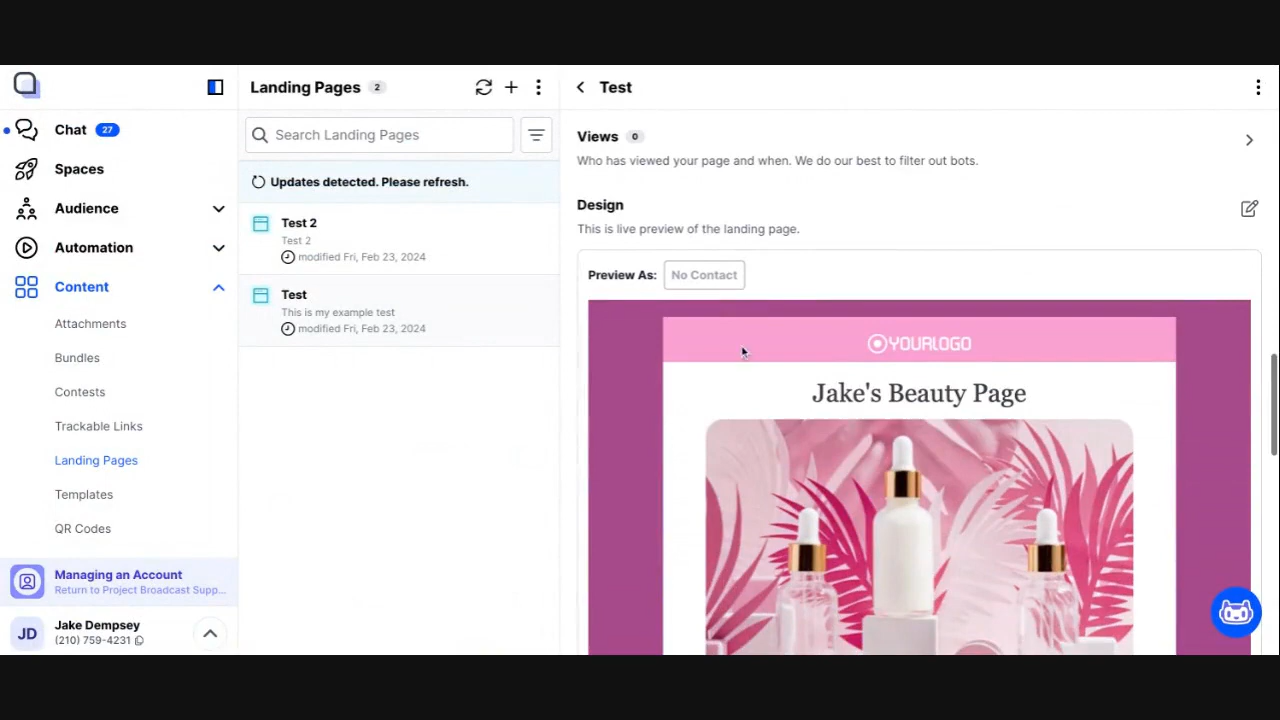 Chat 27
Spaces
Audience
Automation
Content
Attachments
Bundles
Contests
Trackable Links
Landing Pages
Templates
QR Codes
Managing an Account
Return to Project Broadcast Supp...
JD
Jake Dempsey
(210) 759-4231
Landing Pages 2
Search Landing Pages
Updates detected. Please refresh.
Test 2
Test 2
modified Fri, Feb 23, 2024
Test
This is my example test
modified Fri, Feb 23, 2024
Test
Views 0
Who has viewed your page and when. We do our best to filter out bots.
Design
This is live preview of the landing page.
Preview As: No Contact
YOURLOGO
Jake's Beauty Page